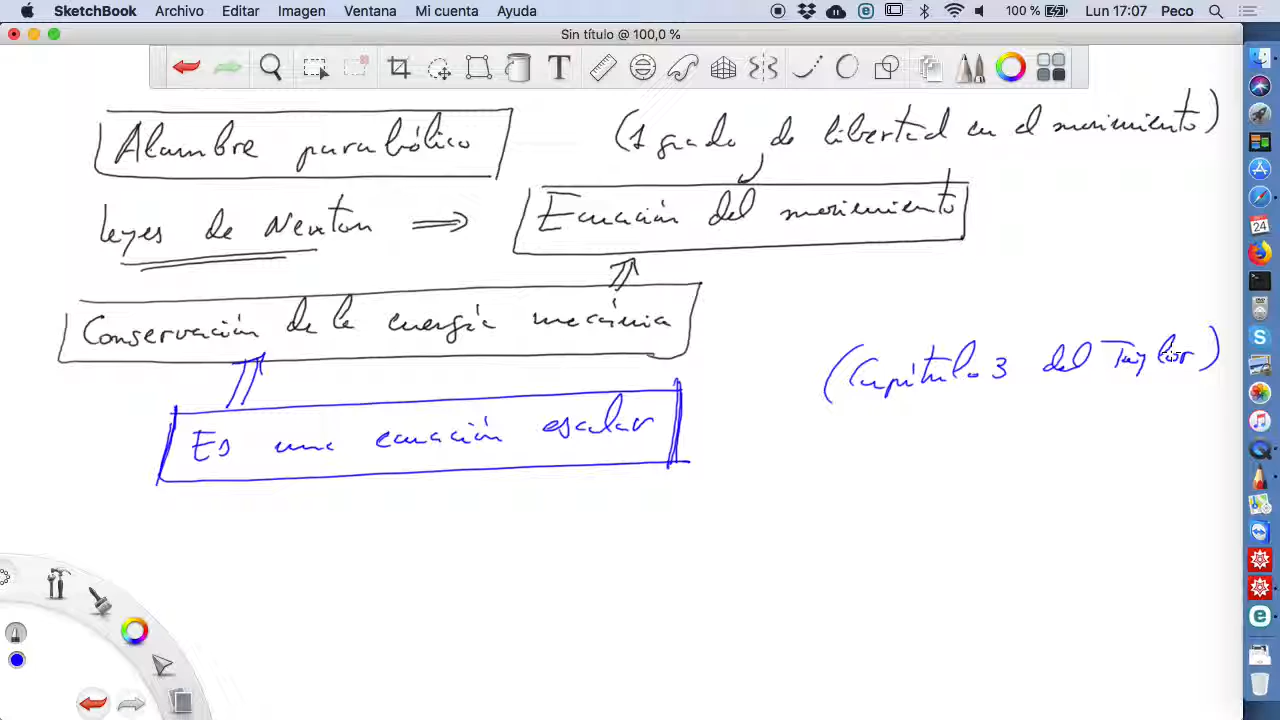 SketchBook Archivo Editar Imagen Ventana Mi cuenta Ayuda 100 % Lun 17:07 Peco
Sin título @ 100,0 %
Alambre parabólico (1 grado de libertad en el movimiento)
Leyes de Newton ⇒ Ecuación del movimiento
Conservación de la energía mecánica
(Capítulo 3 del Taylor)
Es una ecuación escalar
24